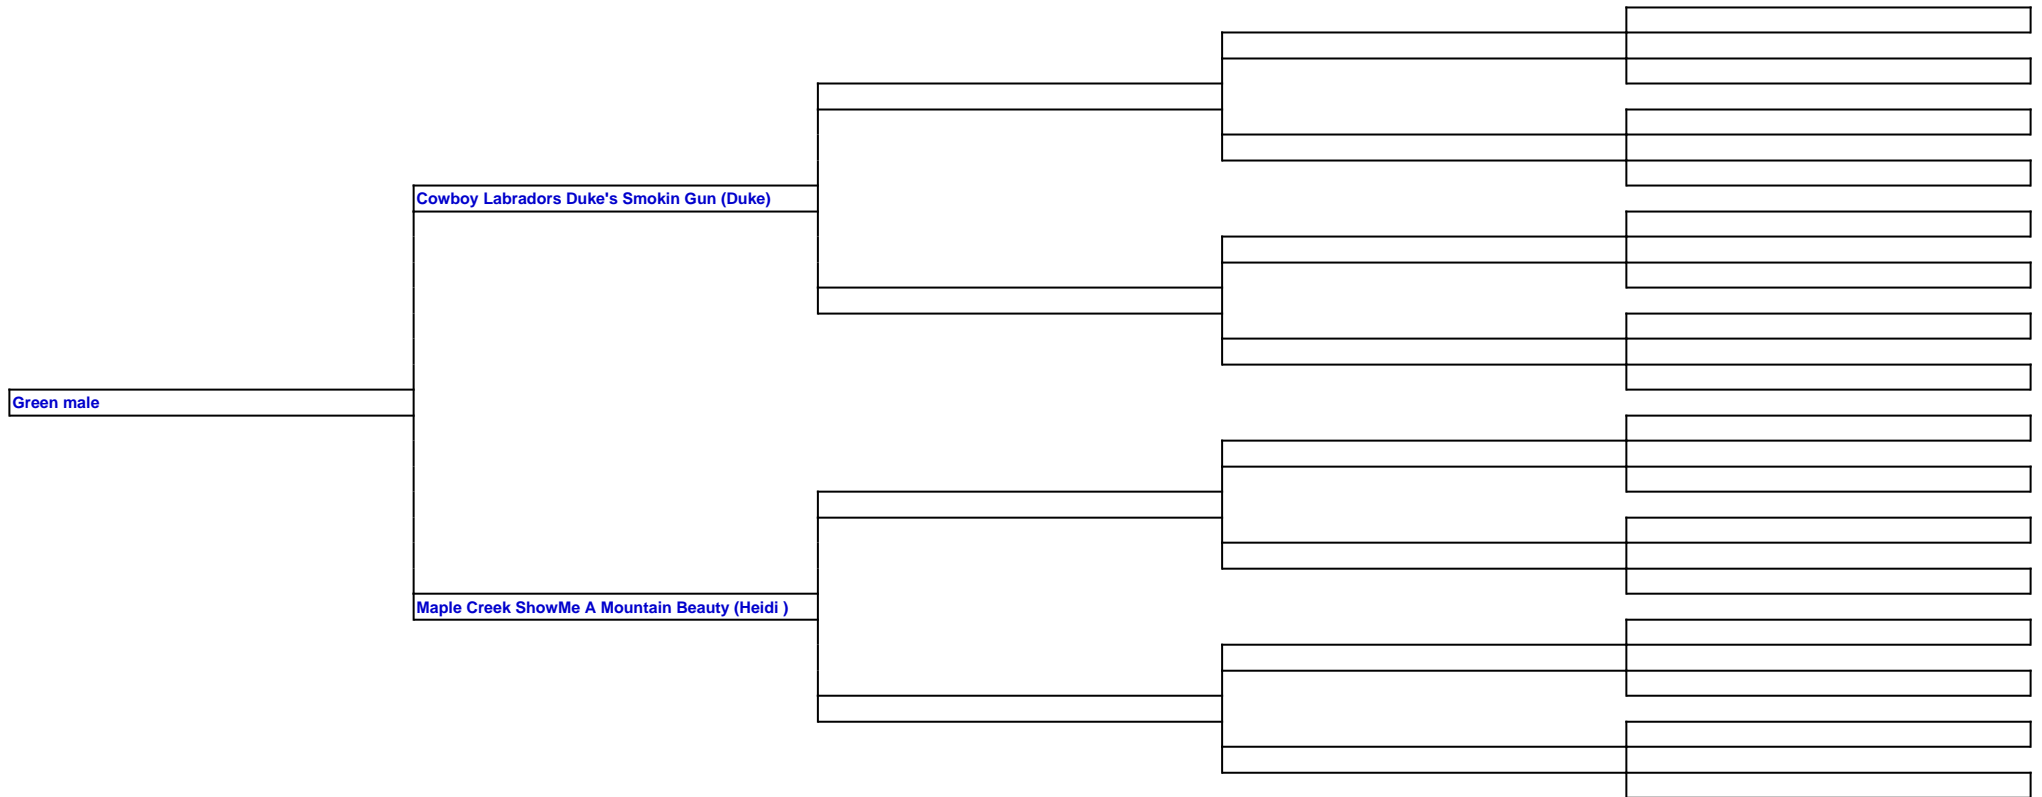 Cowboy Labradors Duke's Smokin Gun (Duke)
Green male
Maple Creek ShowMe A Mountain Beauty (Heidi )